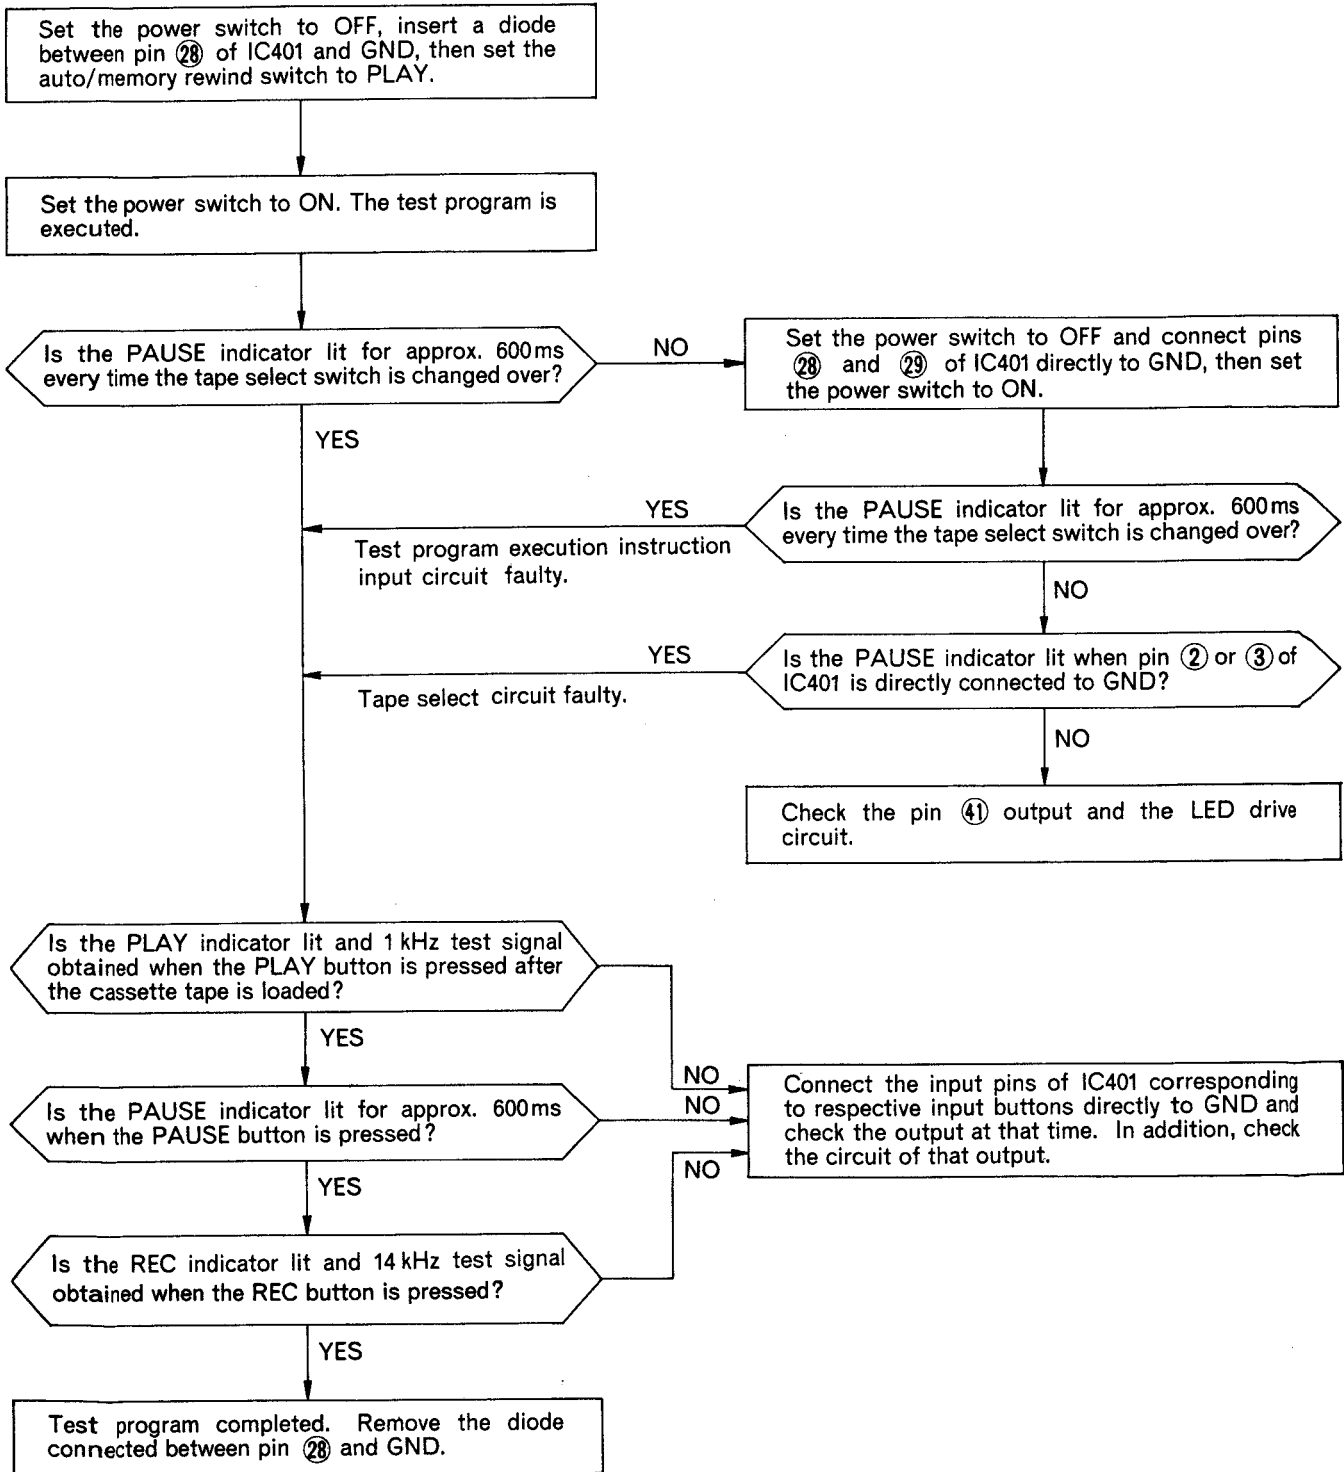 Set the power switch to OFF, insert a diode
between pin ㉘ of IC401 and GND, then set the
auto/memory rewind switch to PLAY.
Set the power switch to ON. The test program is
executed.
Is the PAUSE indicator lit for approx. 600ms
every time the tape select switch is changed over?
NO
Set the power switch to OFF and connect pins
㉘ and ㉙ of IC401 directly to GND, then set
the power switch to ON.
YES
Is the PAUSE indicator lit for approx. 600ms
every time the tape select switch is changed over?
YES
Test program execution instruction
input circuit faulty.
NO
Is the PAUSE indicator lit when pin ② or ③ of
IC401 is directly connected to GND?
YES
Tape select circuit faulty.
NO
Check the pin ㊶ output and the LED drive
circuit.
Is the PLAY indicator lit and 1 kHz test signal
obtained when the PLAY button is pressed after
the cassette tape is loaded?
YES
NO
Is the PAUSE indicator lit for approx. 600ms
when the PAUSE button is pressed?
NO
Connect the input pins of IC401 corresponding
to respective input buttons directly to GND and
check the output at that time. In addition, check
the circuit of that output.
YES
NO
Is the REC indicator lit and 14 kHz test signal
obtained when the REC button is pressed?
YES
Test program completed. Remove the diode
connected between pin ㉘ and GND.